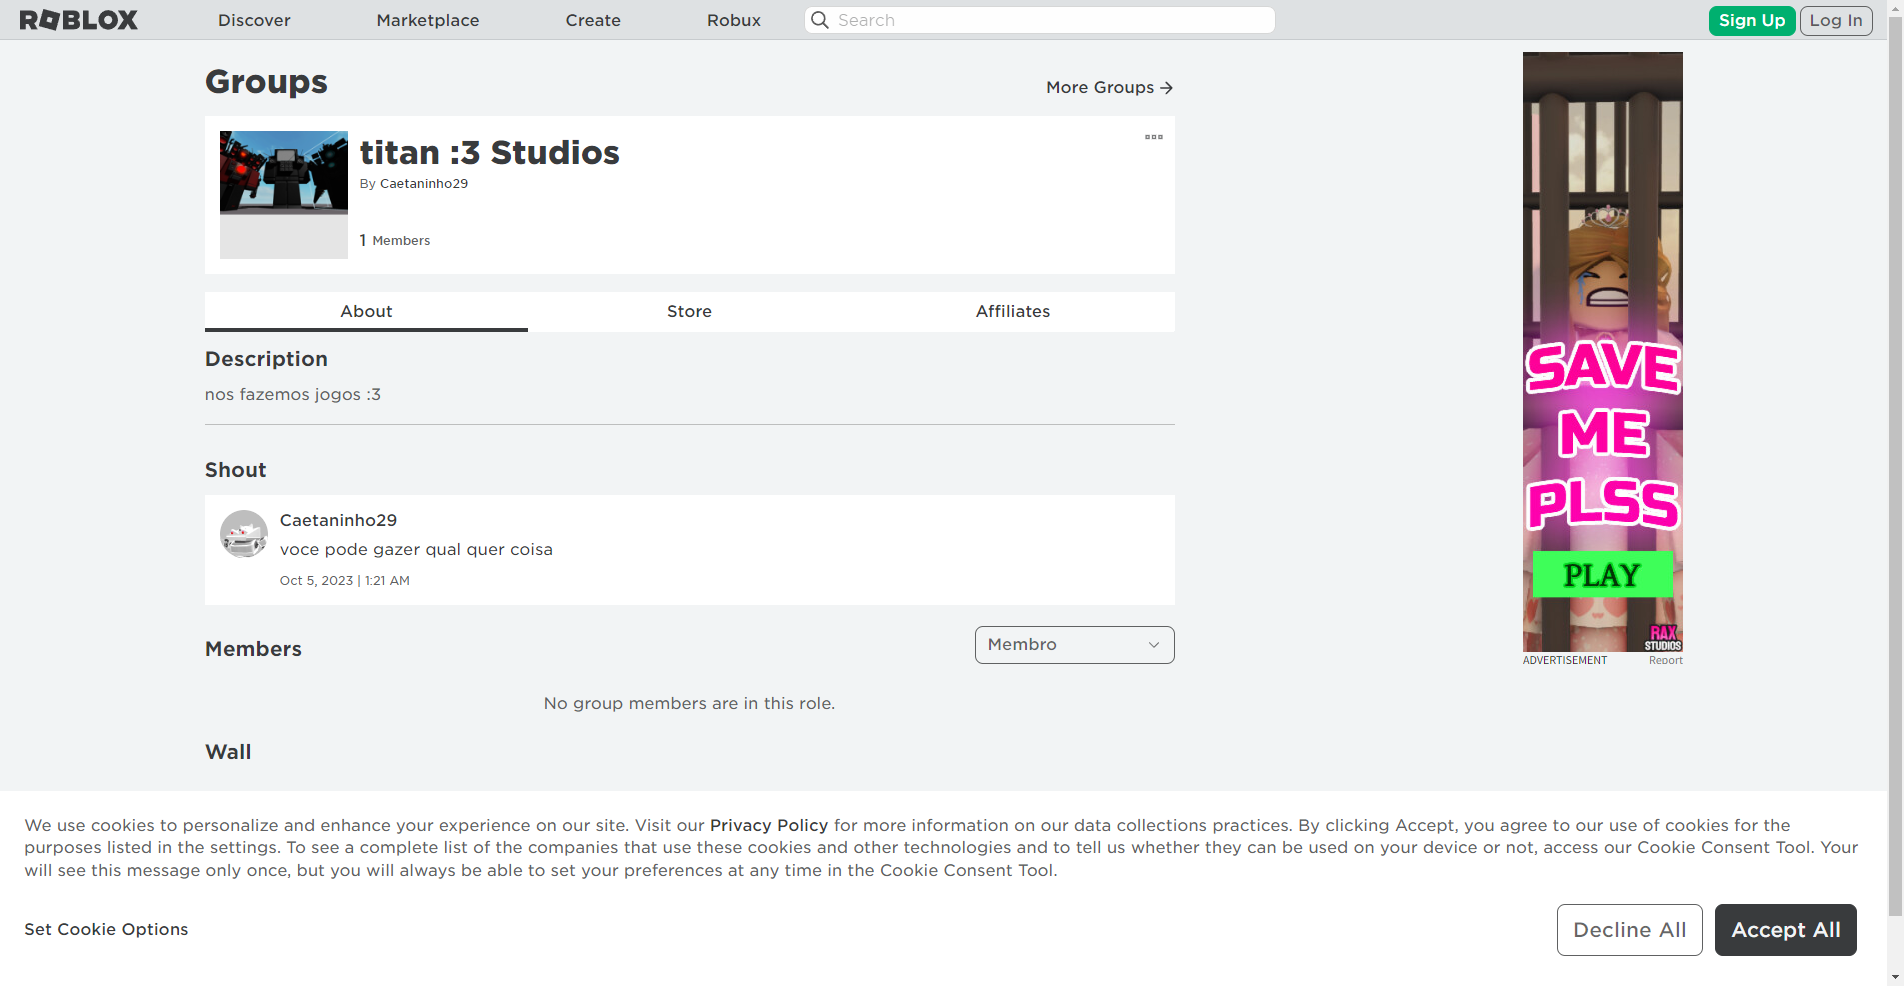 ROBLOX
Discover
Marketplace
Create
Robux
Search
Sign Up
Log In
Groups
More Groups
titan :3 Studios
By Caetaninho29
1 Members
About
Store
Affiliates
Description
nos fazemos jogos :3
Shout
Caetaninho29
voce pode gazer qual quer coisa
Oct 5, 2023 | 1:21 AM
Members
Membro
No group members are in this role.
Wall
SAVE
ME
PLSS
PLAY
RAX
STUDIOS
ADVERTISEMENT
Report
We use cookies to personalize and enhance your experience on our site. Visit our Privacy Policy for more information on our data collections practices. By clicking Accept, you agree to our use of cookies for the
purposes listed in the settings. To see a complete list of the companies that use these cookies and other technologies and to tell us whether they can be used on your device or not, access our Cookie Consent Tool. Your
will see this message only once, but you will always be able to set your preferences at any time in the Cookie Consent Tool.
Set Cookie Options
Decline All
Accept All